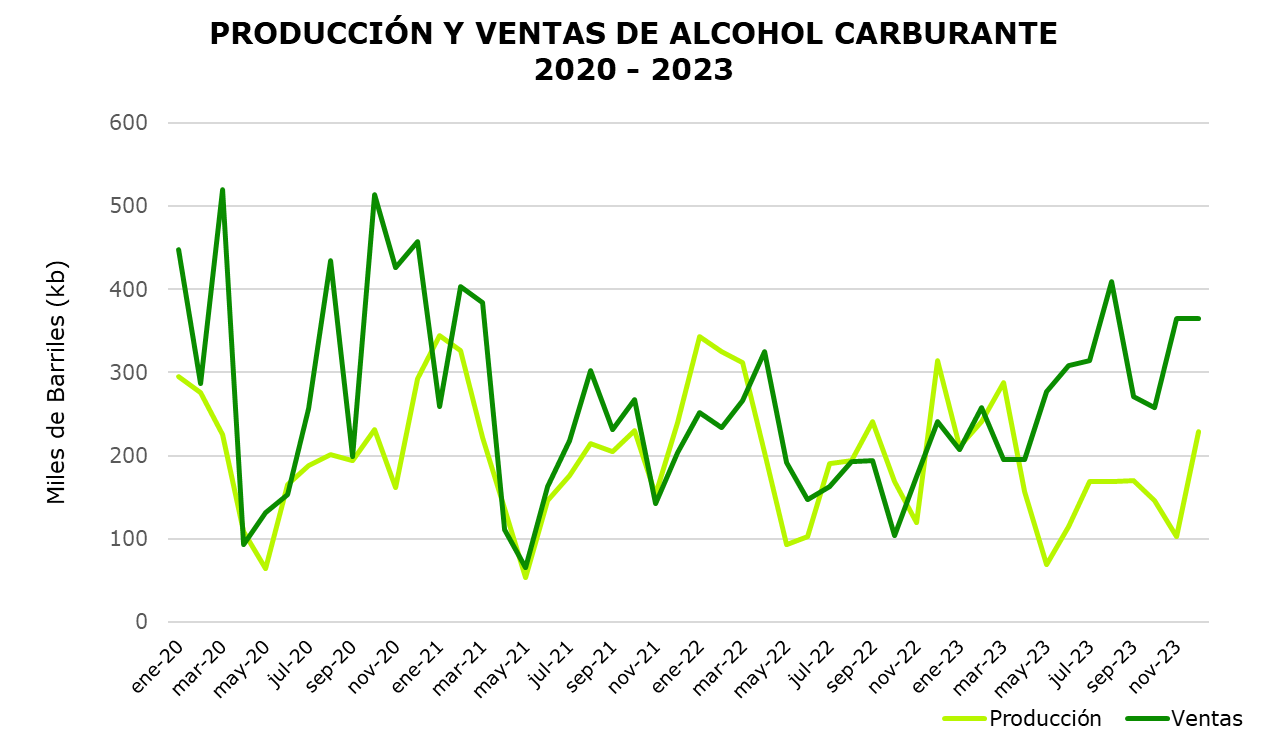 PRODUCCIÓN Y VENTAS DE ALCOHOL CARBURANTE
2020 – 2023
Miles de Barriles (kb)
600
500
400
300
200
100
0
ene-20
mar-20
may-20
jul-20
sep-20
nov-20
ene-21
mar-21
may-21
jul-21
sep-21
nov-21
ene-22
mar-22
may-22
jul-22
sep-22
nov-22
ene-23
mar-23
may-23
jul-23
sep-23
nov-23
Producción
Ventas